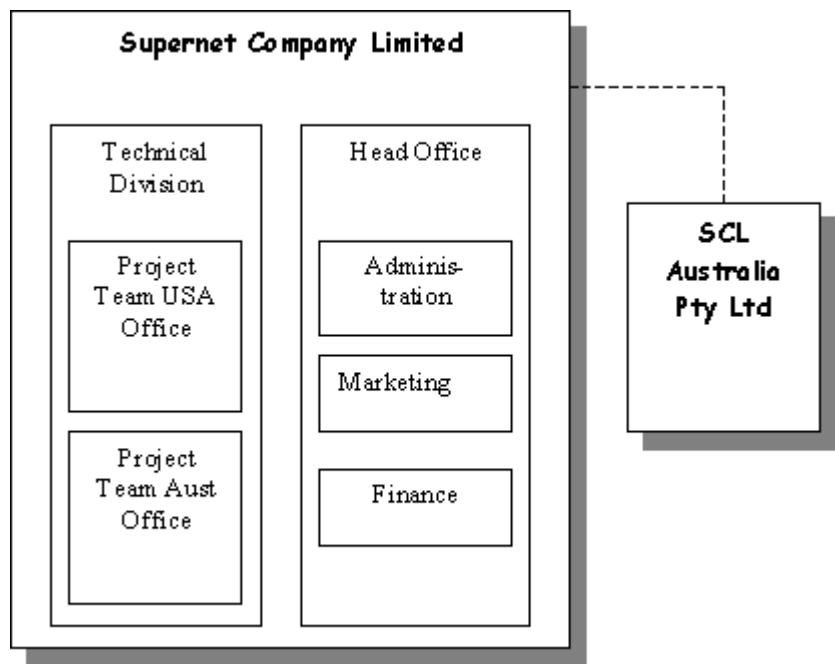 Supernet Company Limited
Technical
Division
Project
Team USA
Office
Project
Team Aust
Office
Head Office
Adminis-
tration
Marketing
Finance
SCL
Australia
Pty Ltd